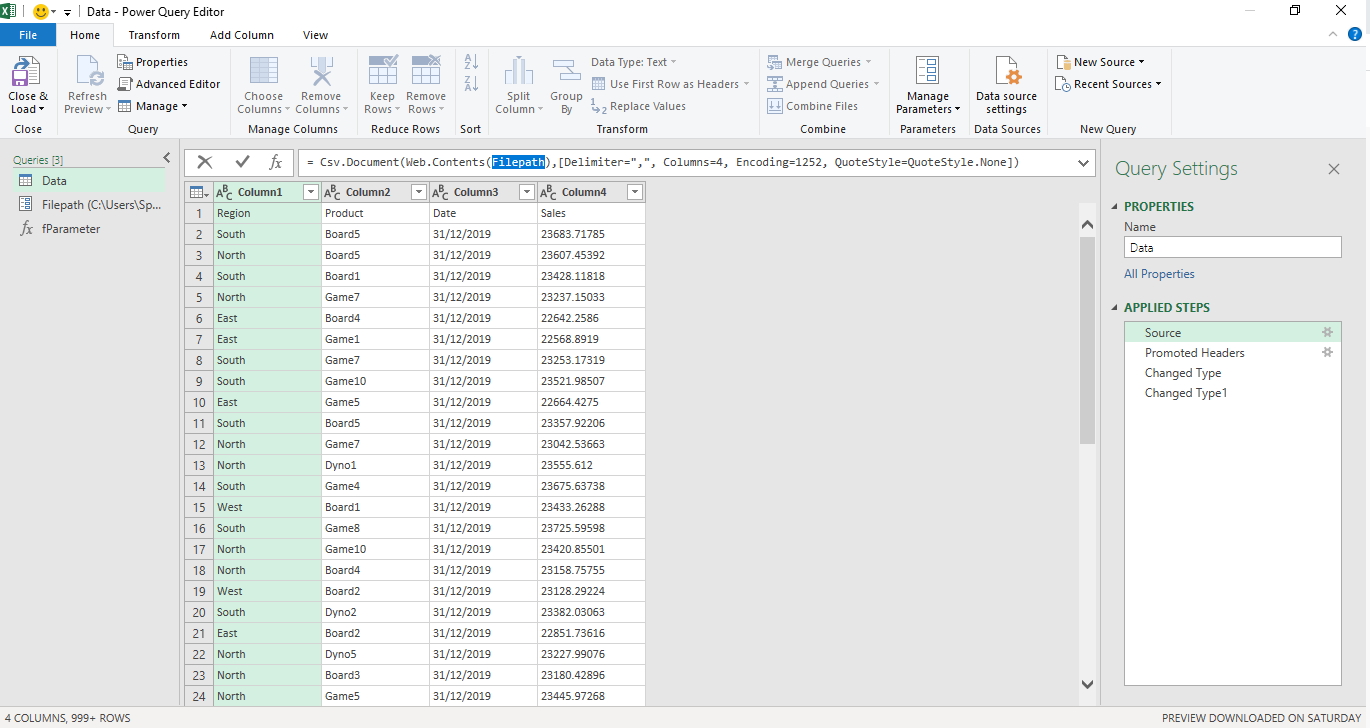 Data - Power Query Editor
File Home Transform Add Column View
Close & Load
Close
Refresh Preview
Properties
Advanced Editor
Manage
Query
Choose Columns
Remove Columns
Manage Columns
Keep Rows
Remove Rows
Reduce Rows
Sort
Split Column
Group By
Data Type: Text
Use First Row as Headers
Replace Values
Transform
Merge Queries
Append Queries
Combine Files
Combine
Manage Parameters
Parameters
Data source settings
Data Sources
New Source
Recent Sources
New Query
Queries [3]
Data
Filepath (C:\Users\Sp...
fParameter
fx = Csv.Document(Web.Contents(Filepath),[Delimiter=",", Columns=4, Encoding=1252, QuoteStyle=QuoteStyle.None])
ABC Column1 ABC Column2 ABC Column3 ABC Column4
1 Region Product Date Sales
2 South Board5 31/12/2019 23683.71785
3 North Board5 31/12/2019 23607.45392
4 South Board1 31/12/2019 23428.11818
5 North Game7 31/12/2019 23237.15033
6 East Board4 31/12/2019 22642.2586
7 East Game1 31/12/2019 22568.8919
8 South Game7 31/12/2019 23253.17319
9 South Game10 31/12/2019 23521.98507
10 East Game5 31/12/2019 22664.4275
11 South Board5 31/12/2019 23357.92206
12 North Game7 31/12/2019 23042.53663
13 North Dyno1 31/12/2019 23555.612
14 South Game4 31/12/2019 23675.63738
15 West Board1 31/12/2019 23433.26288
16 South Game8 31/12/2019 23725.59598
17 North Game10 31/12/2019 23420.85501
18 North Board4 31/12/2019 23158.75755
19 West Board2 31/12/2019 23128.29224
20 South Dyno2 31/12/2019 23382.03063
21 East Board2 31/12/2019 22851.73616
22 North Dyno5 31/12/2019 23227.99076
23 North Board3 31/12/2019 23180.42896
24 North Game5 31/12/2019 23445.97268
Query Settings
PROPERTIES
Name
Data
All Properties
APPLIED STEPS
Source
Promoted Headers
Changed Type
Changed Type1
4 COLUMNS, 999+ ROWS
PREVIEW DOWNLOADED ON SATURDAY